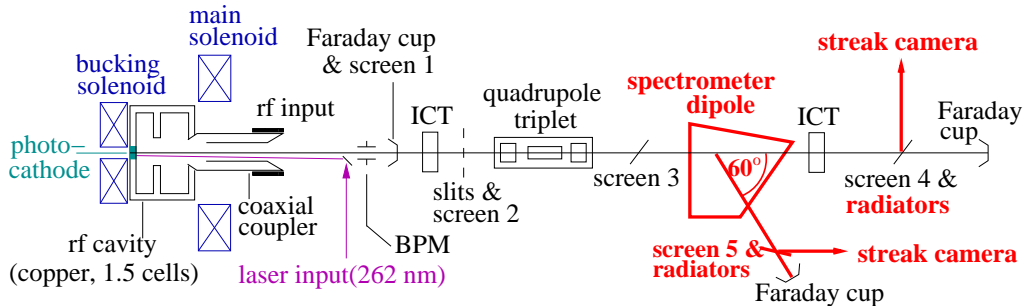 main
solenoid
bucking
solenoid
Faraday cup
& screen 1
rf input
ICT
quadrupole
triplet
spectrometer
dipole
streak camera
ICT
Faraday
cup
photo–
cathode
60°
screen 3
slits &
screen 2
screen 4 &
radiators
coaxial
coupler
BPM
rf cavity
(copper, 1.5 cells)
laser input(262 nm)
screen 5 &
radiators
streak camera
Faraday cup